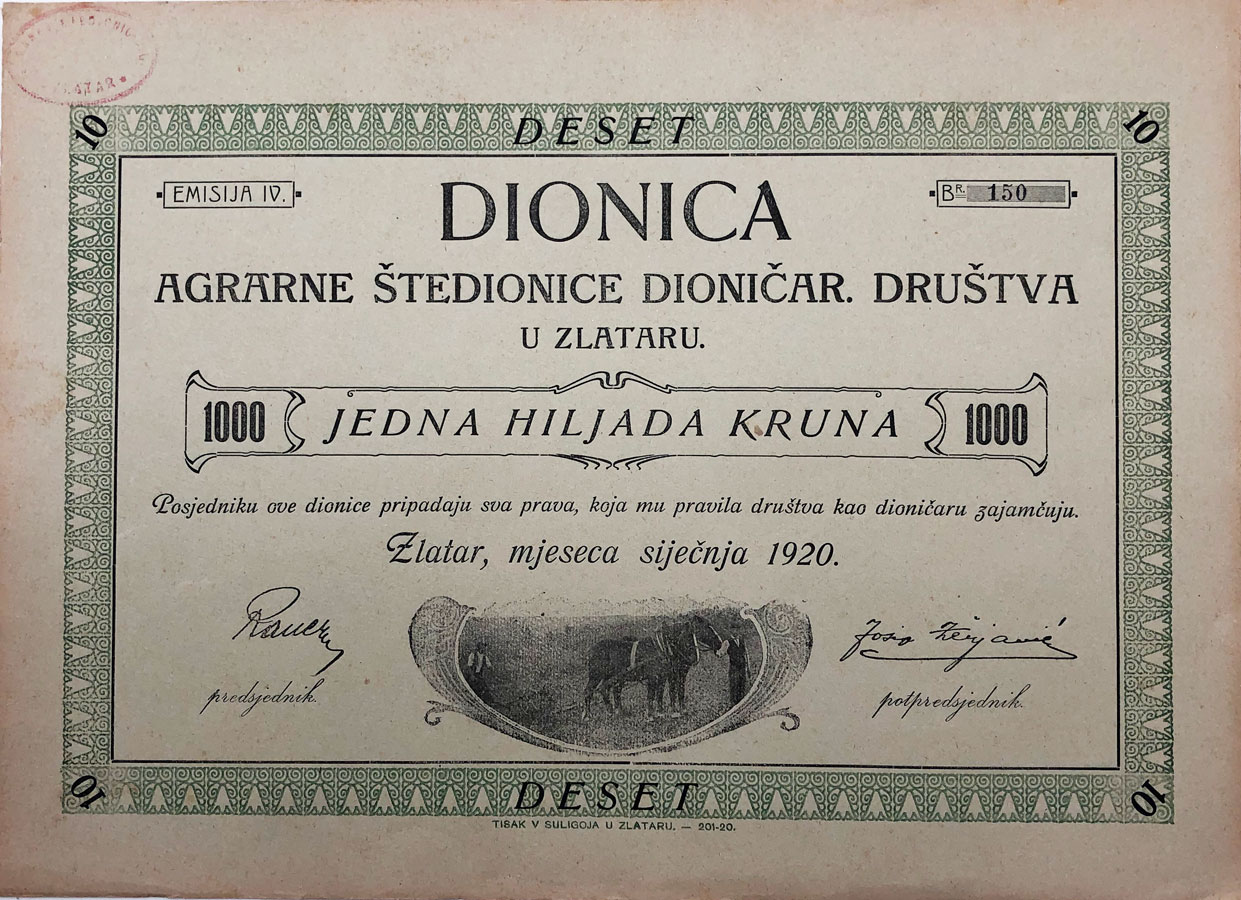 ZLATAR
10 DESET 10
EMISIJA IV.
BR. 150
DIONICA
AGRARNE ŠTEDIONICE DIONIČAR. DRUŠTVA
U ZLATARU.
1000 JEDNA HILJADA KRUNA 1000
Posjedniku ove dionice pripadaju sva prava, koja mu pravila društva kao dioničaru zajamčuju.
Zlatar, mjeseca siječnja 1920.
Josip
predsjednik.
potpredsjednik.
10 DESET 10
TISAK V SULIGOJA U ZLATARU. — 201-20.